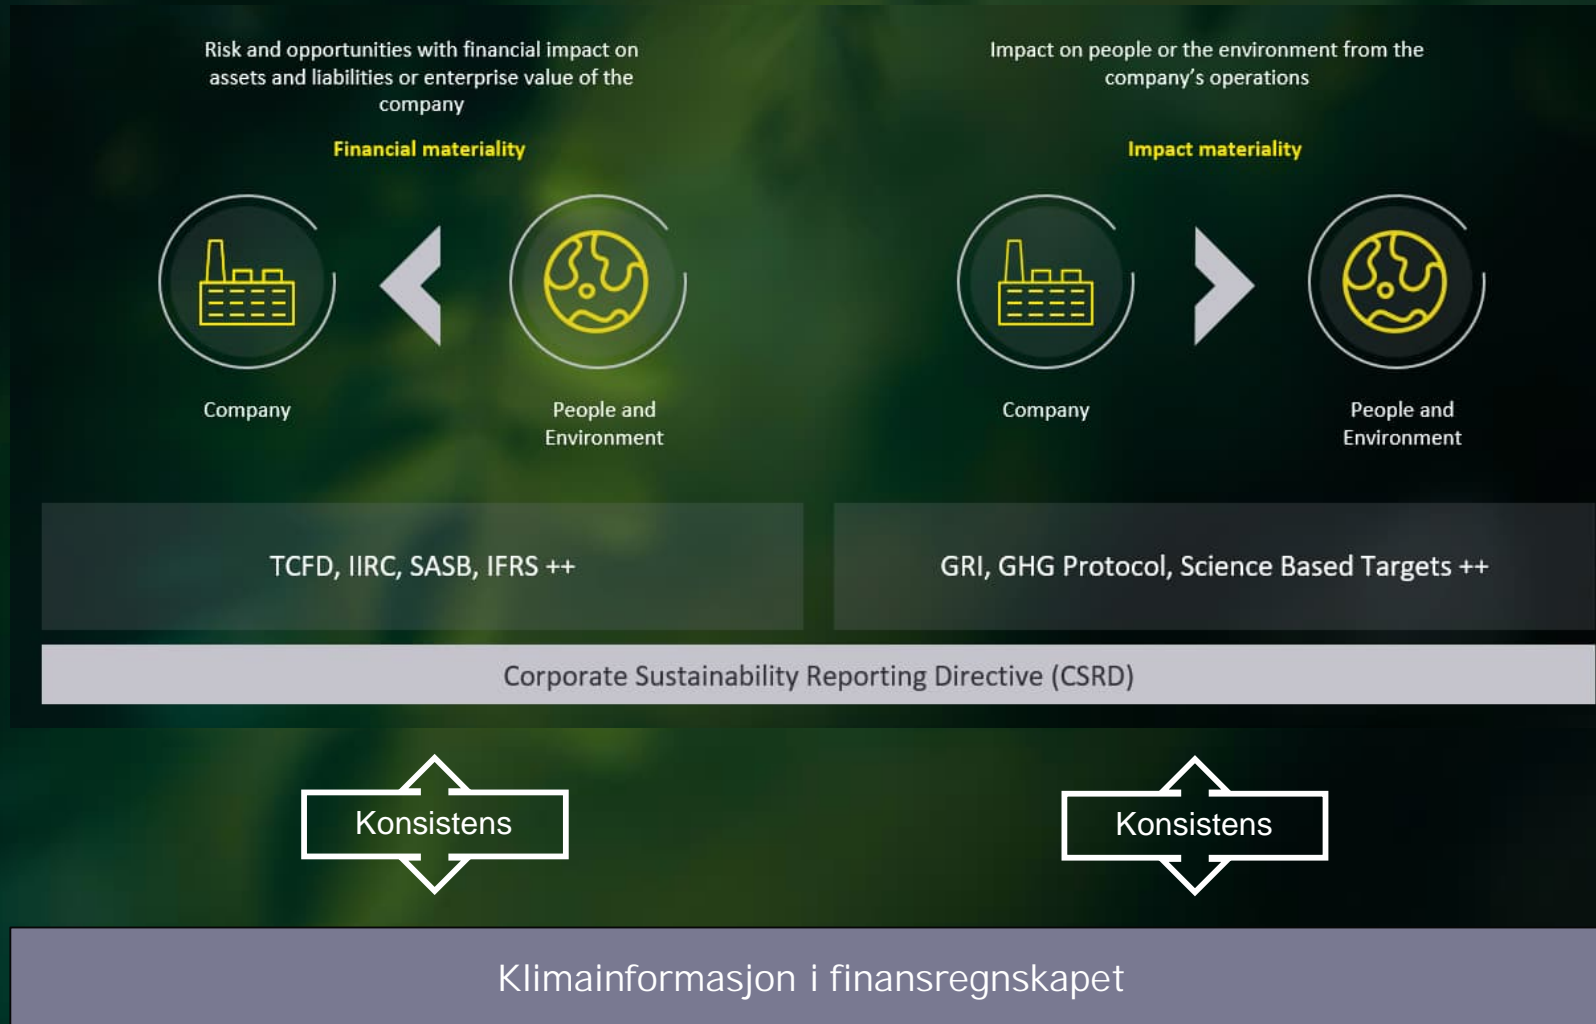 Risk and opportunities with financial impact on
assets and liabilities or enterprise value of the
company
Financial materiality
Company
People and
Environment
Impact on people or the environment from the
company's operations
Impact materiality
Company
People and
Environment
TCFD, IIRC, SASB, IFRS ++
GRI, GHG Protocol, Science Based Targets ++
Corporate Sustainability Reporting Directive (CSRD)
Konsistens
Konsistens
Klimainformasjon i finansregnskapet